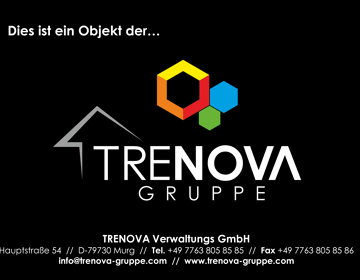 Dies ist ein Objekt der...
TRENOVA
GRUPPE
TRENOVA Verwaltungs GmbH
Hauptstraße 54 // D-79730 Murg // Tel. +49 7763 805 85 85 // Fax +49 7763 805 85 86
info@trenova-gruppe.com // www.trenova-gruppe.com